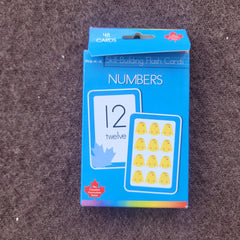 48
CARDS
Skill-Building Flash Cards
NUMBERS
12
twelve